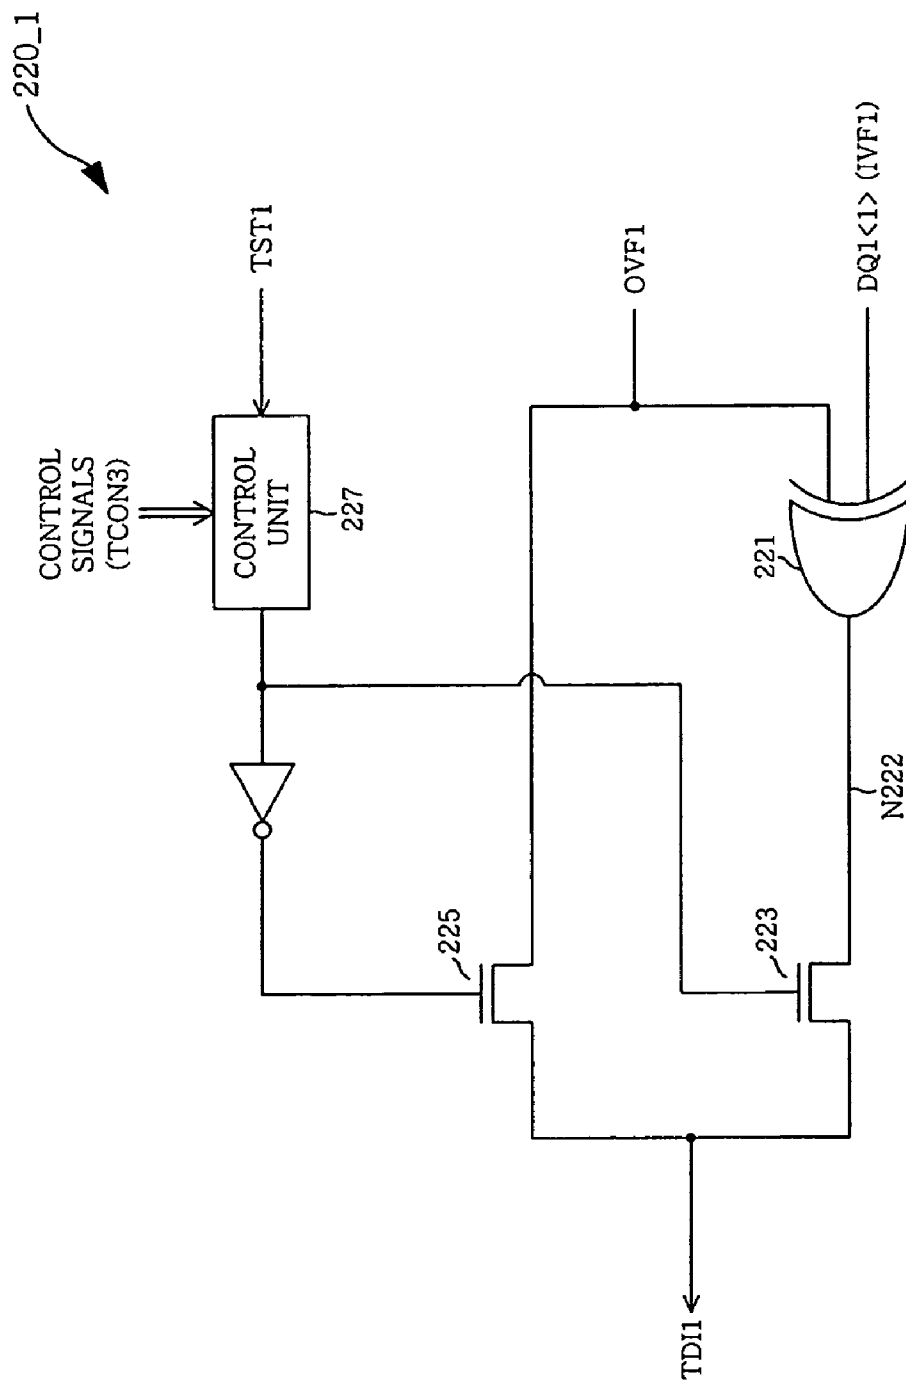 220_1
CONTROL
SIGNALS
(TCON3)
TST1
CONTROL
UNIT
227
OVF1
DQ1<1> (IVF1)
221
225
223
N222
TDI1